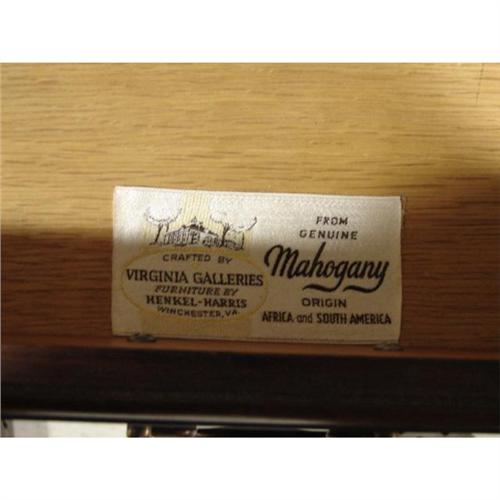 CRAFTED BY
VIRGINIA GALLERIES
FURNITURE BY
HENKEL-HARRIS
WINCHESTER, VA.
FROM
GENUINE
Mahogany
ORIGIN
AFRICA and SOUTH AMERICA